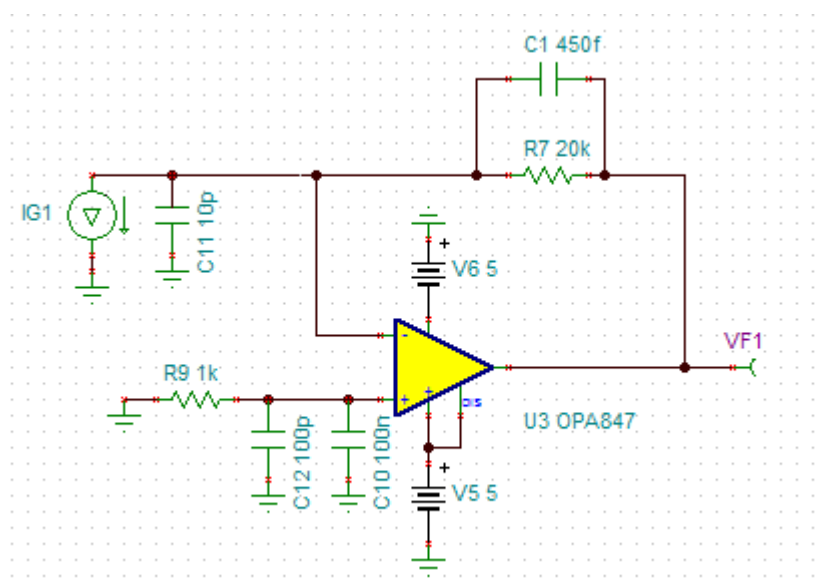 C1 450f
R7 20k
IG1
C11 10p
+
V6 5
VF1
-
R9 1k
+
+
DIS
U3 OPA847
C12 100p
C10 100n
+
V5 5